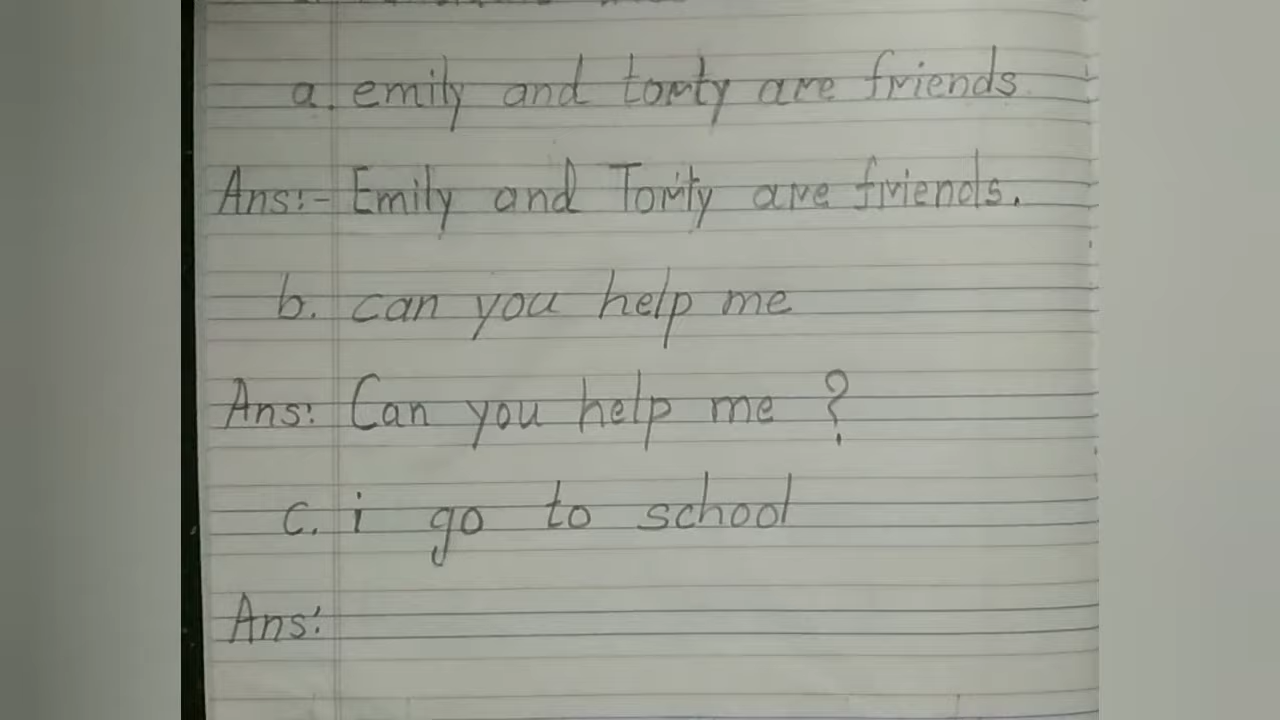 a. emily and torty are friends
Ans:- Emily and Torty are friends.
b. can you help me
Ans: Can you help me ?
c. i go to school
Ans: